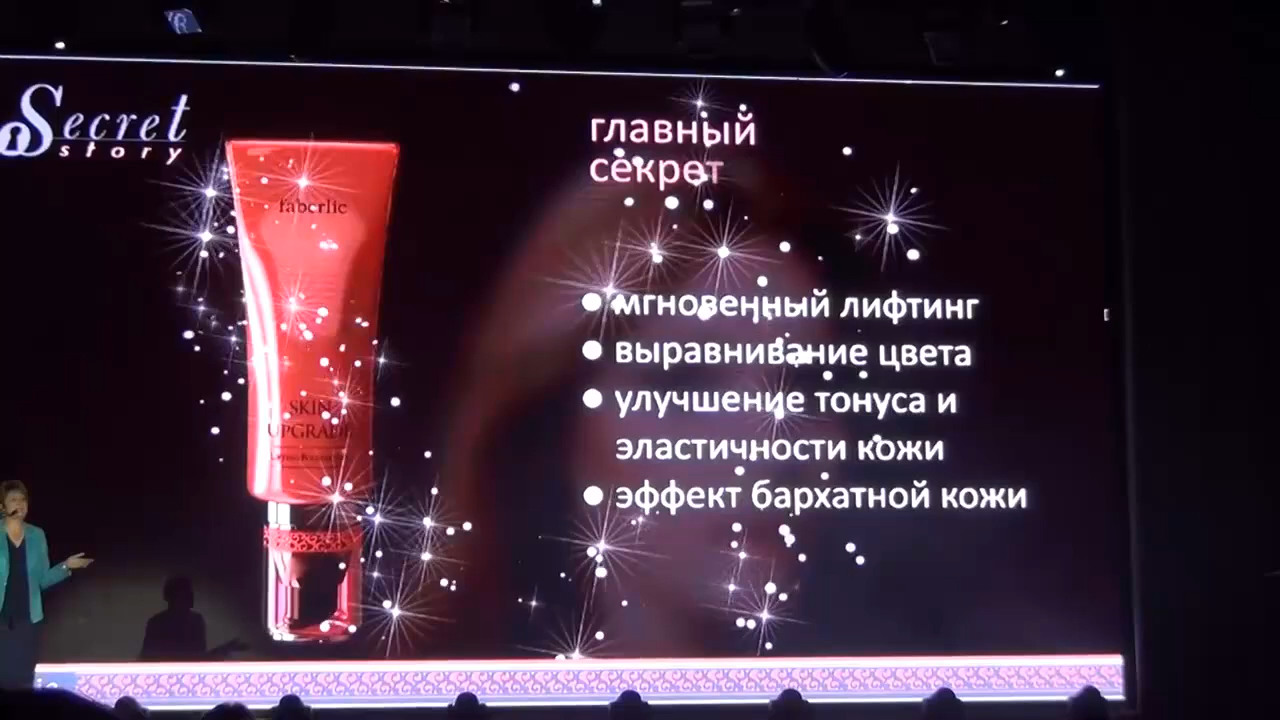 Secret
story
faberlic
SKIN
UPGRADE
главный
секрет
• мгновенный лифтинг
• выравнивание цвета
• улучшение тонуса и
эластичности кожи
• эффект бархатной кожи